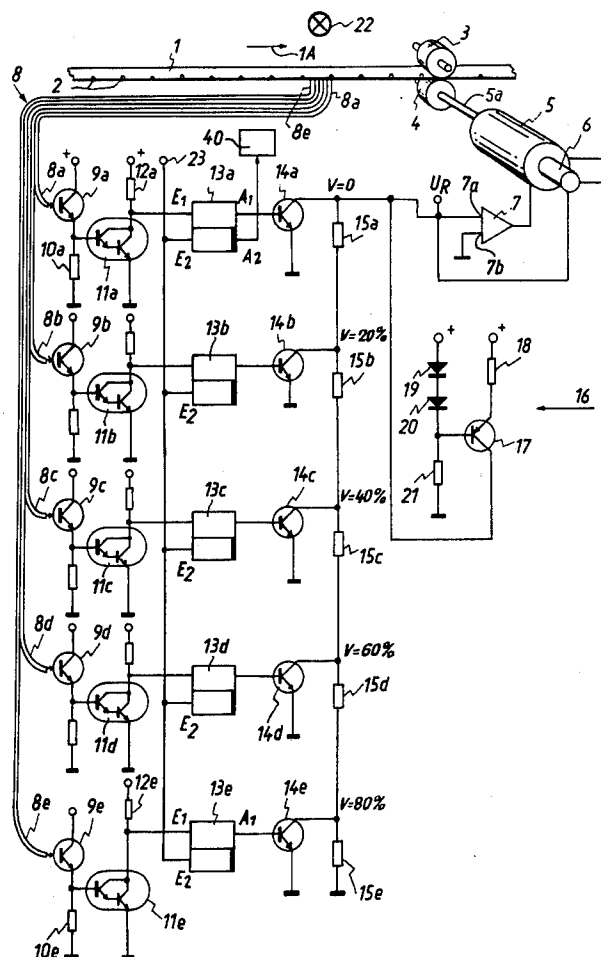 22
3
1A
1
5
8
2
5a
6
8e
8a
4
40
+
+
23
U_R
7a
7
7b
8a
9a
12a
13a
14a
V=0
E1
A1
15a
10a
E2
A2
11a
8b
9b
13b
14b
V=20%
+
+
18
15b
19
16
E2
20
17
11b
21
8c
9c
13c
14c
V=40%
15c
E2
11c
8d
9d
13d
V=60%
15d
E2
11d
14d
12e
13e
14e
V=80%
8e
9e
E1
A1
E2
15e
10e
11e